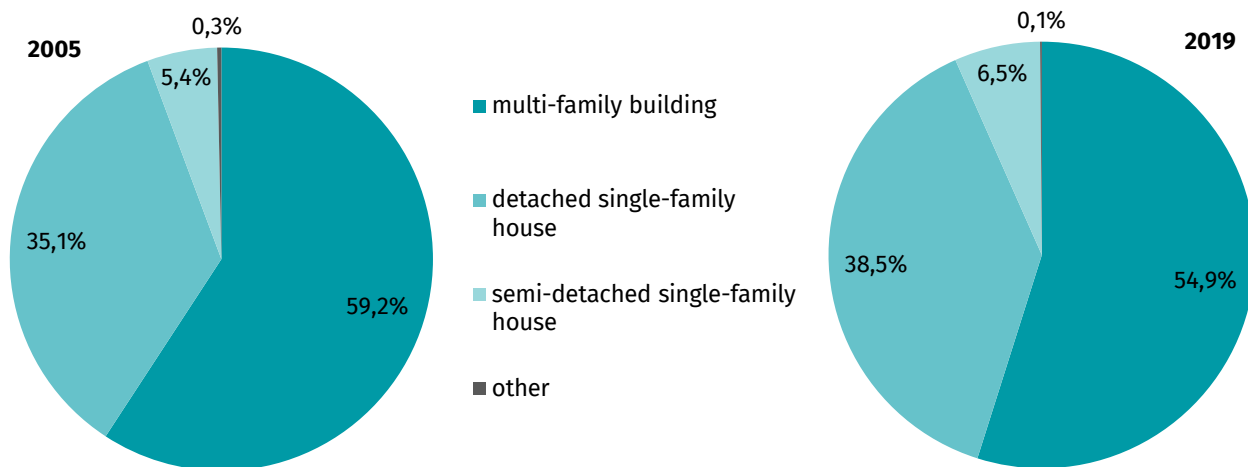 2005
0,3%
5,4%
35,1%
59,2%
multi-family building
detached single-family
house
semi-detached single-family
house
other
2019
0,1%
6,5%
38,5%
54,9%